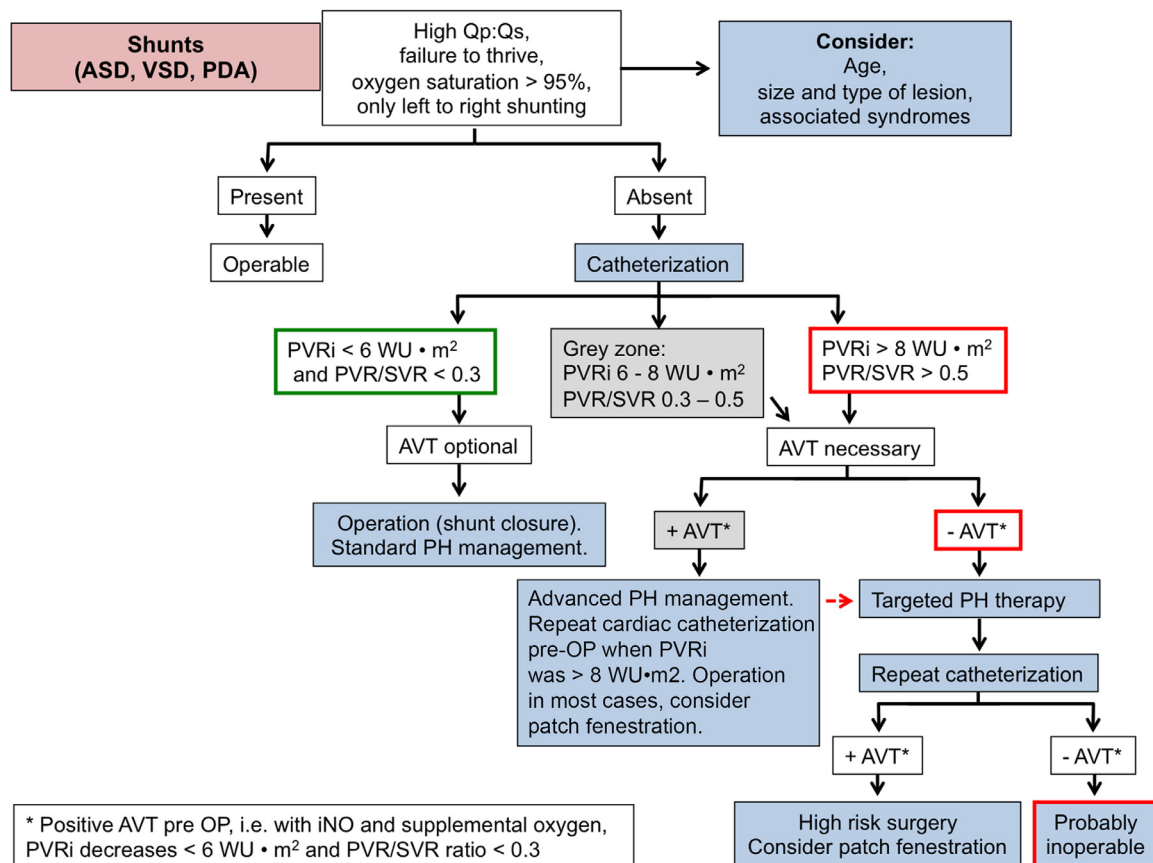 Shunts
(ASD, VSD, PDA)
High Qp:Qs,
failure to thrive,
oxygen saturation > 95%,
only left to right shunting
Consider:
Age,
size and type of lesion,
associated syndromes
Present
Absent
Operable
Catheterization
PVRi < 6 WU • m²
and PVR/SVR < 0.3
Grey zone:
PVRi 6 - 8 WU • m²
PVR/SVR 0.3 – 0.5
PVRi > 8 WU • m²
PVR/SVR > 0.5
AVT optional
AVT necessary
Operation (shunt closure).
Standard PH management.
+ AVT*
- AVT*
Advanced PH management.
Repeat cardiac catheterization
pre-OP when PVRi
was > 8 WU•m2. Operation
in most cases, consider
patch fenestration.
Targeted PH therapy
Repeat catheterization
+ AVT*
- AVT*
High risk surgery
Consider patch fenestration
Probably
inoperable
* Positive AVT pre OP, i.e. with iNO and supplemental oxygen,
PVRi decreases < 6 WU • m² and PVR/SVR ratio < 0.3